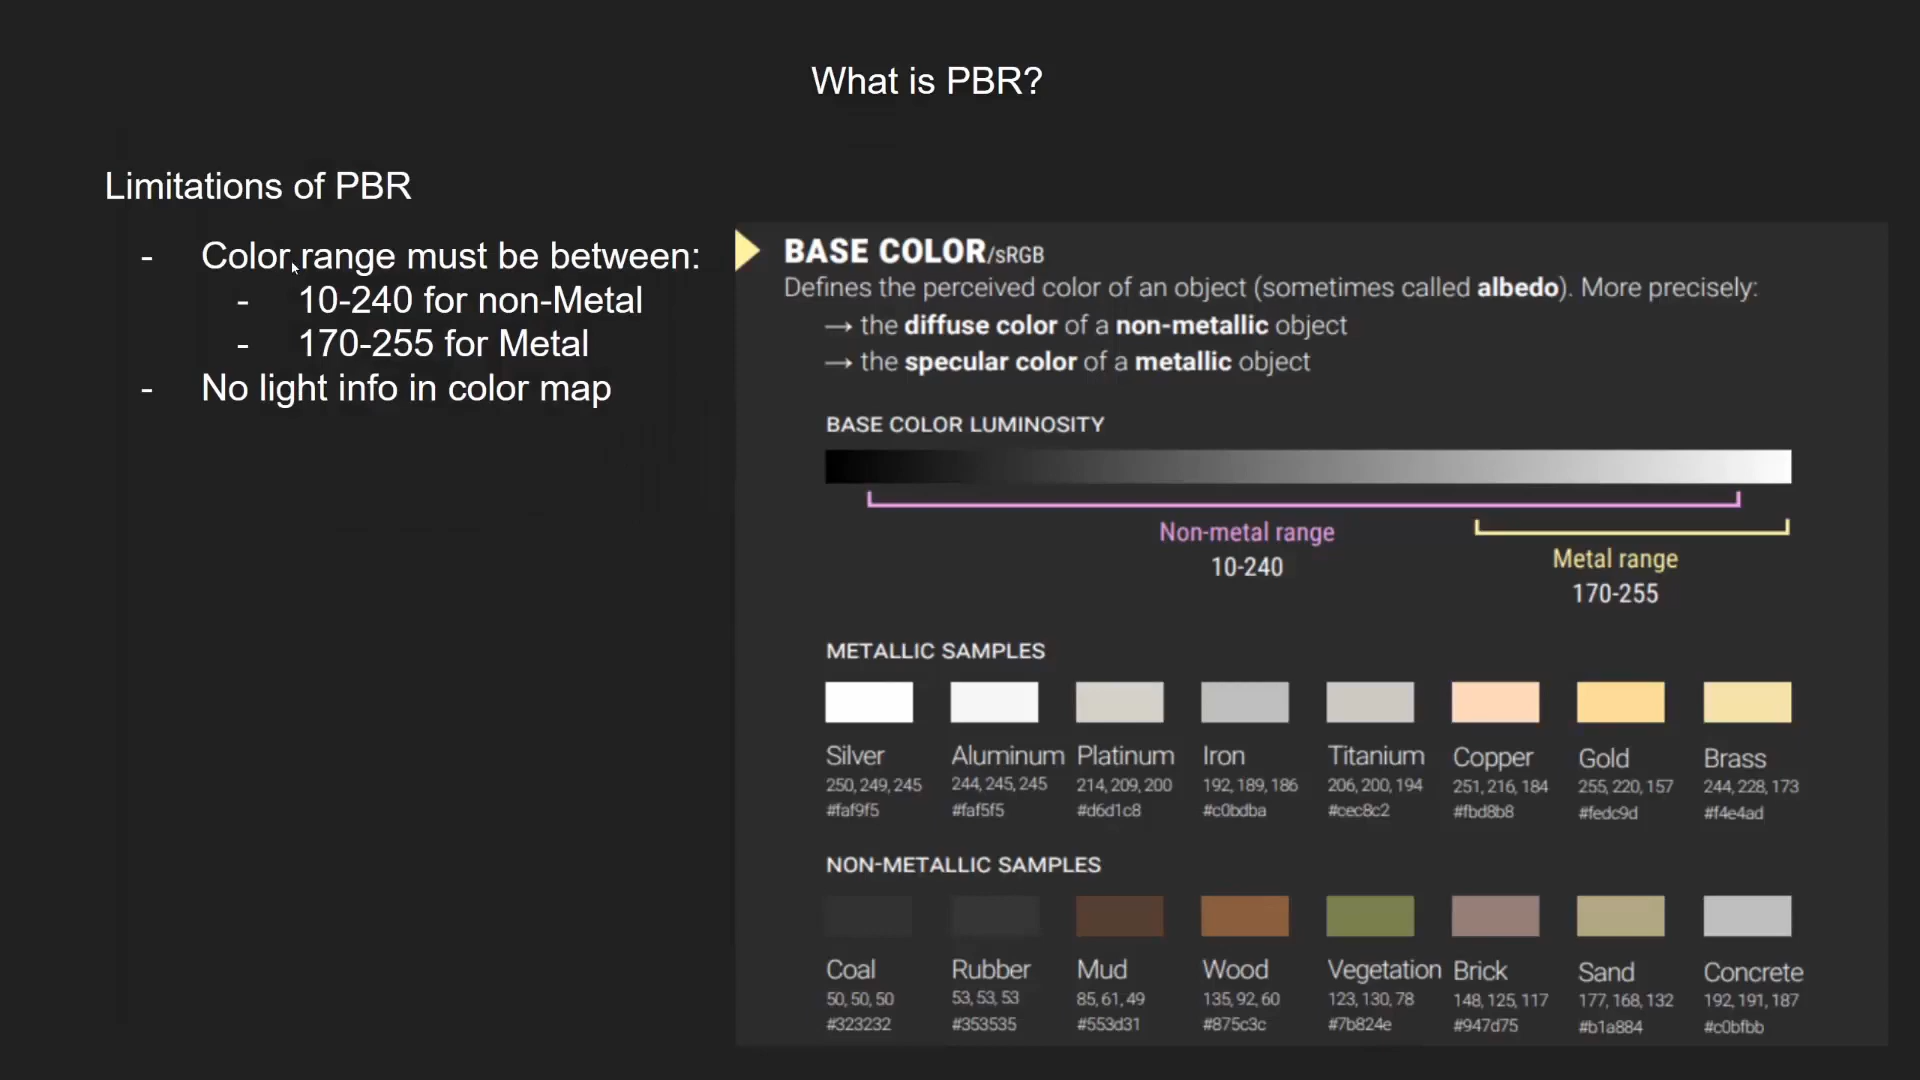 What is PBR?
Limitations of PBR
- Color range must be between:
- 10-240 for non-Metal
- 170-255 for Metal
- No light info in color map
BASE COLOR/sRGB
Defines the perceived color of an object (sometimes called albedo). More precisely:
→ the diffuse color of a non-metallic object
→ the specular color of a metallic object
BASE COLOR LUMINOSITY
Non-metal range
10-240
Metal range
170-255
METALLIC SAMPLES
Silver Aluminum Platinum Iron Titanium Copper Gold Brass
250, 249, 245 244, 245, 245 214, 209, 200 192, 189, 186 206, 200, 194 251, 216, 184 255, 220, 157 244, 228, 173
#faf9f5 #faf5f5 #d6d1c8 #c0bdba #cec8c2 #fbd8b8 #fedc9d #f4e4ad
NON-METALLIC SAMPLES
Coal Rubber Mud Wood Vegetation Brick Sand Concrete
50, 50, 50 53, 53, 53 85, 61, 49 135, 92, 60 123, 130, 78 148, 125, 117 177, 168, 132 192, 191, 187
#323232 #353535 #553d31 #875c3c #7b824e #947d75 #b1a884 #c0bfbb